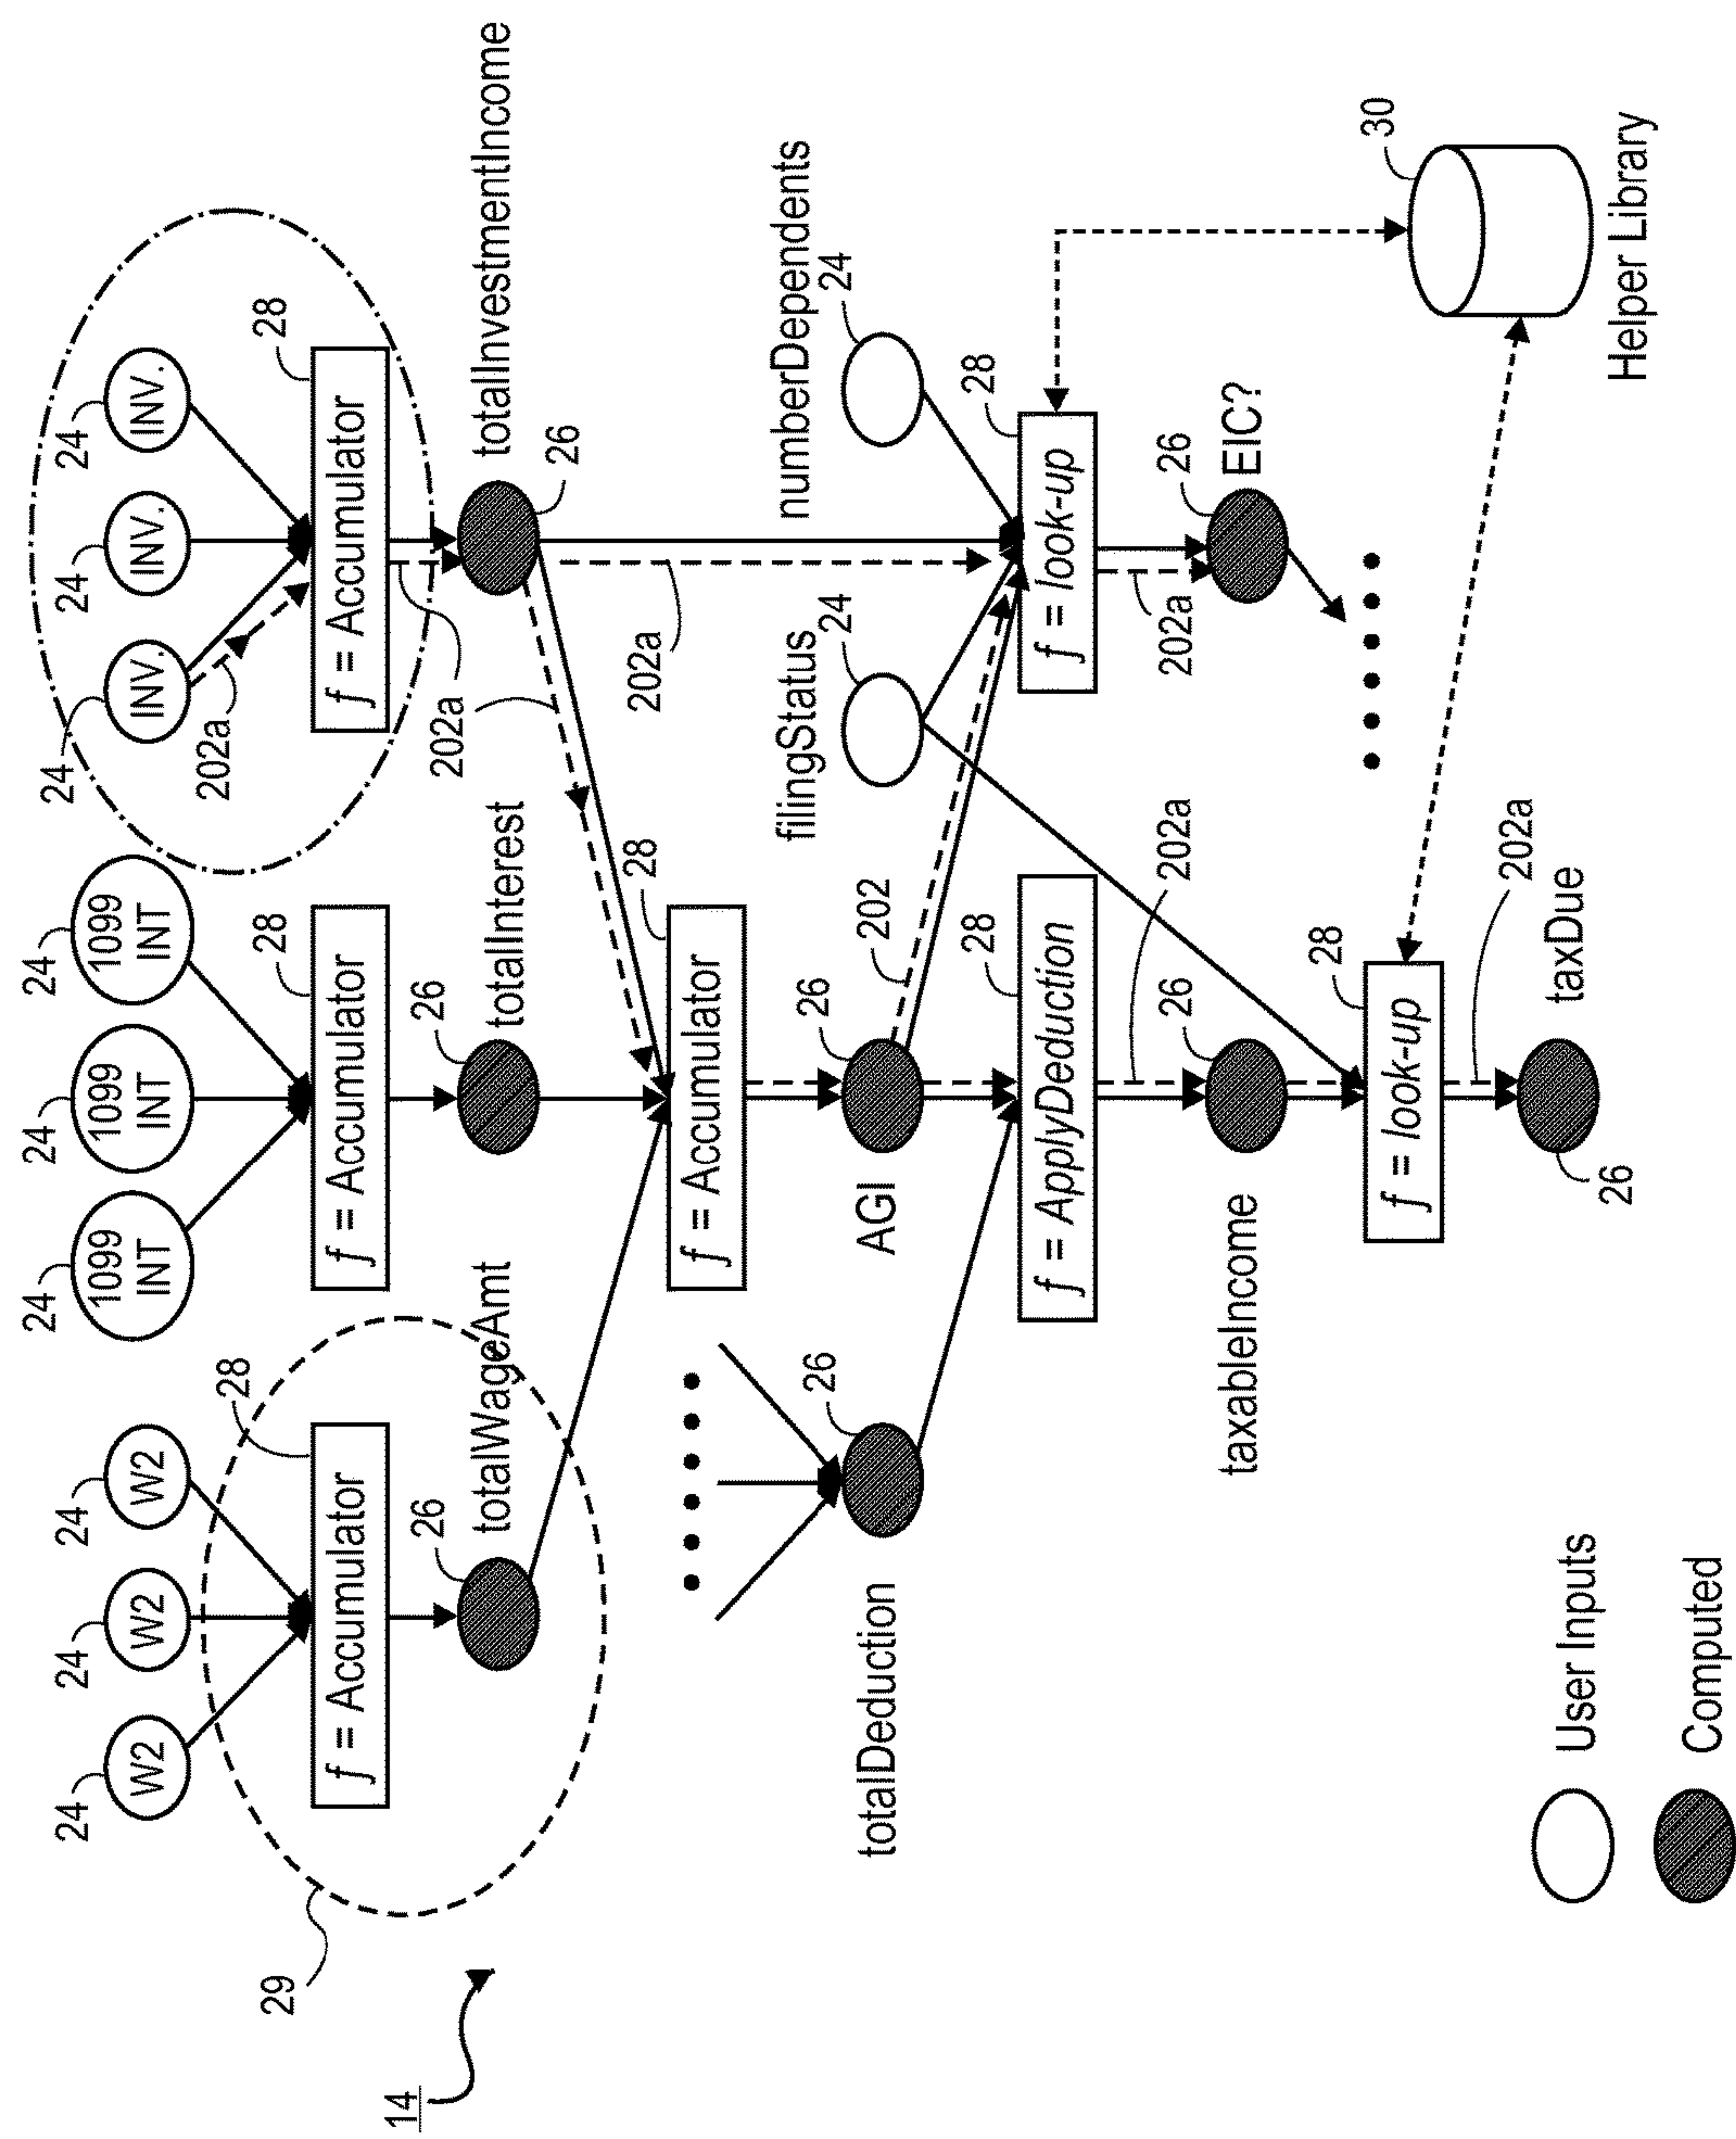 14
29
24 24 24
W2 W2 W2
28
f = Accumulator
26
totalWageAmt
24 24 24
1099 INT
1099 INT
1099 INT
28
f = Accumulator
26
totalInterest
24 24 24
INV. INV. INV.
202a
28
f = Accumulator
202a
totalInvestmentIncome
26
202a
202a
28
f = Accumulator
totalDeduction
26
AGI
26
202
filingStatus
24
numberDependents
24
28
f = ApplyDeduction
202a
28
f = look-up
202a
26
EIC?
taxableIncome
26
28
f = look-up
202a
26
taxDue
30
Helper Library
User Inputs
Computed